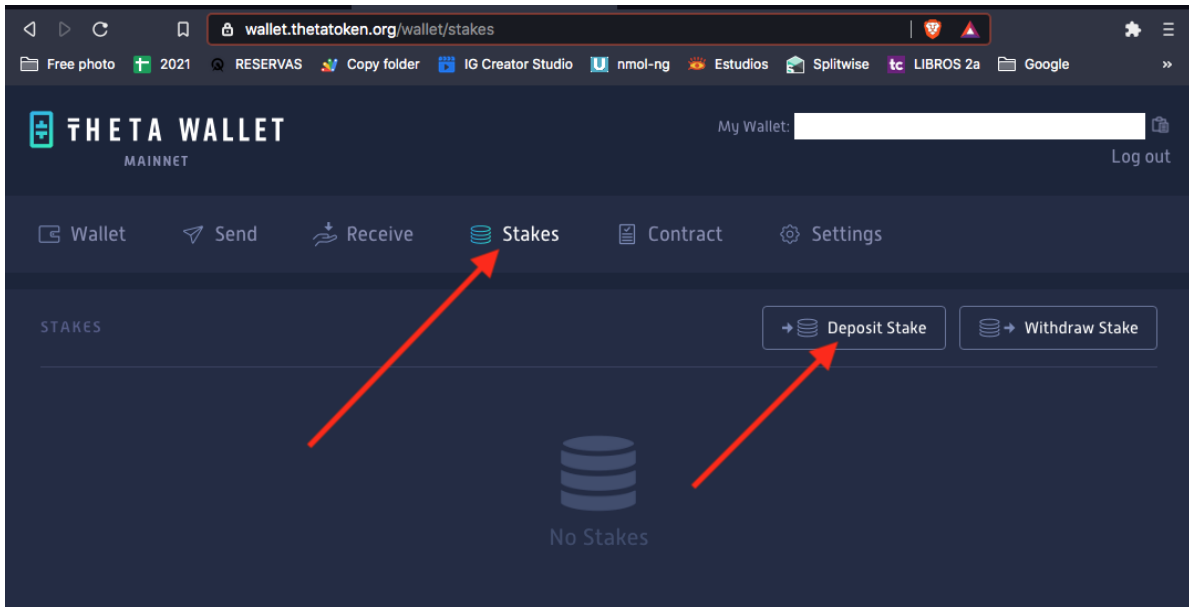 wallet.thetatoken.org/wallet/stakes
Free photo 2021 RESERVAS Copy folder IG Creator Studio nmol-ng Estudios Splitwise tc LIBROS 2a Google »
THETA WALLET
MAINNET
My Wallet:
Log out
Wallet Send Receive Stakes Contract Settings
STAKES Deposit Stake Withdraw Stake
No Stakes